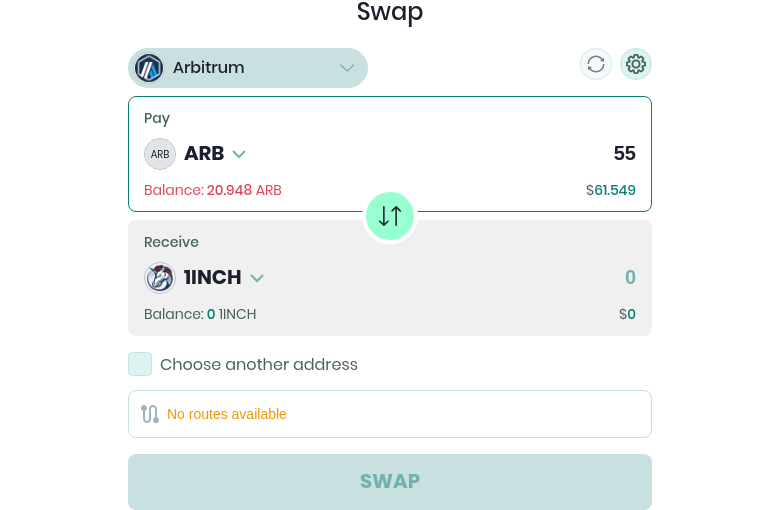 Swap
Arbitrum
Pay
ARB ARB 55
Balance: 20.948 ARB $61.549
Receive
1INCH 0
Balance: 0 1INCH $0
Choose another address
No routes available
SWAP